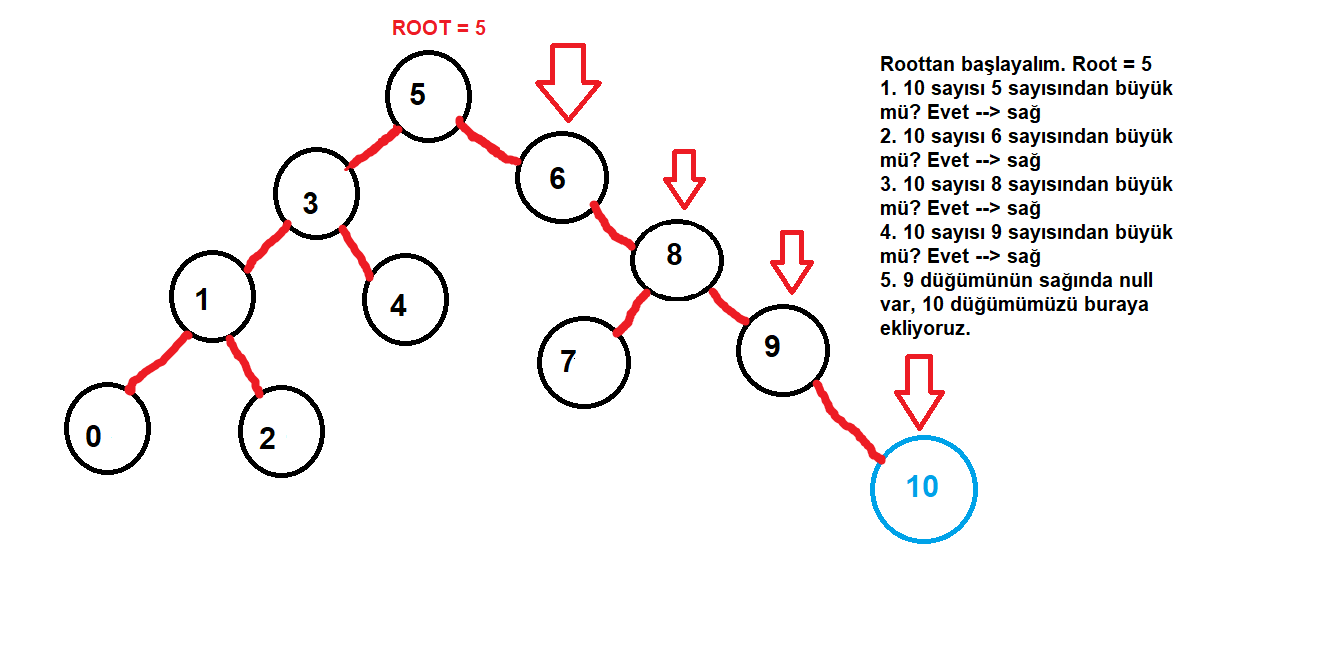 ROOT = 5
5
6
3
8
1
4
7
9
0
2
10
Roottan başlayalım. Root = 5
1. 10 sayısı 5 sayısından büyük
mü? Evet --> sağ
2. 10 sayısı 6 sayısından büyük
mü? Evet --> sağ
3. 10 sayısı 8 sayısından büyük
mü? Evet --> sağ
4. 10 sayısı 9 sayısından büyük
mü? Evet --> sağ
5. 9 düğümünün sağında null
var, 10 düğümümüzü buraya
ekliyoruz.